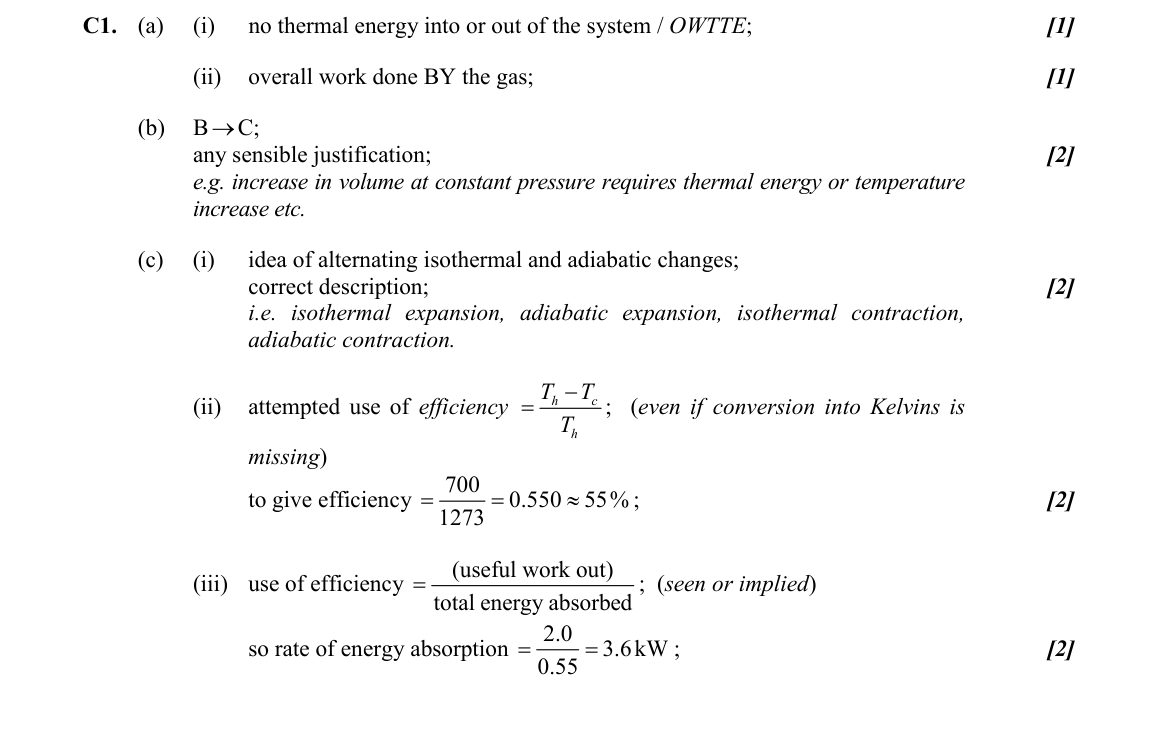 C1. (a) (i) no thermal energy into or out of the system / OWTTE; [1]
(ii) overall work done BY the gas; [1]
(b) B→C;
any sensible justification; [2]
e.g. increase in volume at constant pressure requires thermal energy or temperature
increase etc.
(c) (i) idea of alternating isothermal and adiabatic changes;
correct description; [2]
i.e. isothermal expansion, adiabatic expansion, isothermal contraction,
adiabatic contraction.
(ii) attempted use of efficiency = (T_h − T_c)/T_h ; (even if conversion into Kelvins is
missing)
to give efficiency = 700/1273 = 0.550 ≈ 55% ; [2]
(iii) use of efficiency = (useful work out)/total energy absorbed ; (seen or implied)
so rate of energy absorption = 2.0/0.55 = 3.6 kW ; [2]